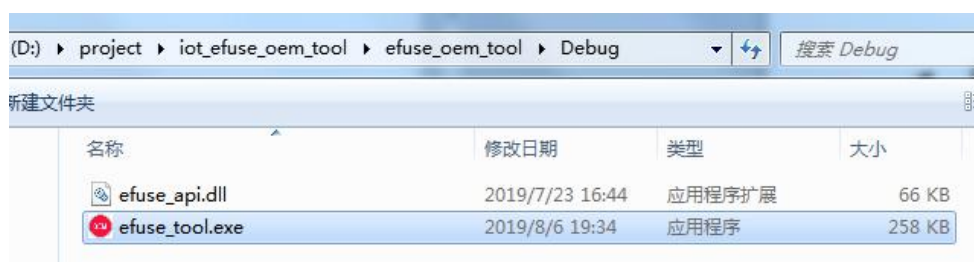 (D:) ▸ project ▸ iot_efuse_oem_tool ▸ efuse_oem_tool ▸ Debug 搜索 Debug
新建文件夹
名称 修改日期 类型 大小
efuse_api.dll 2019/7/23 16:44 应用程序扩展 66 KB
efuse_tool.exe 2019/8/6 19:34 应用程序 258 KB